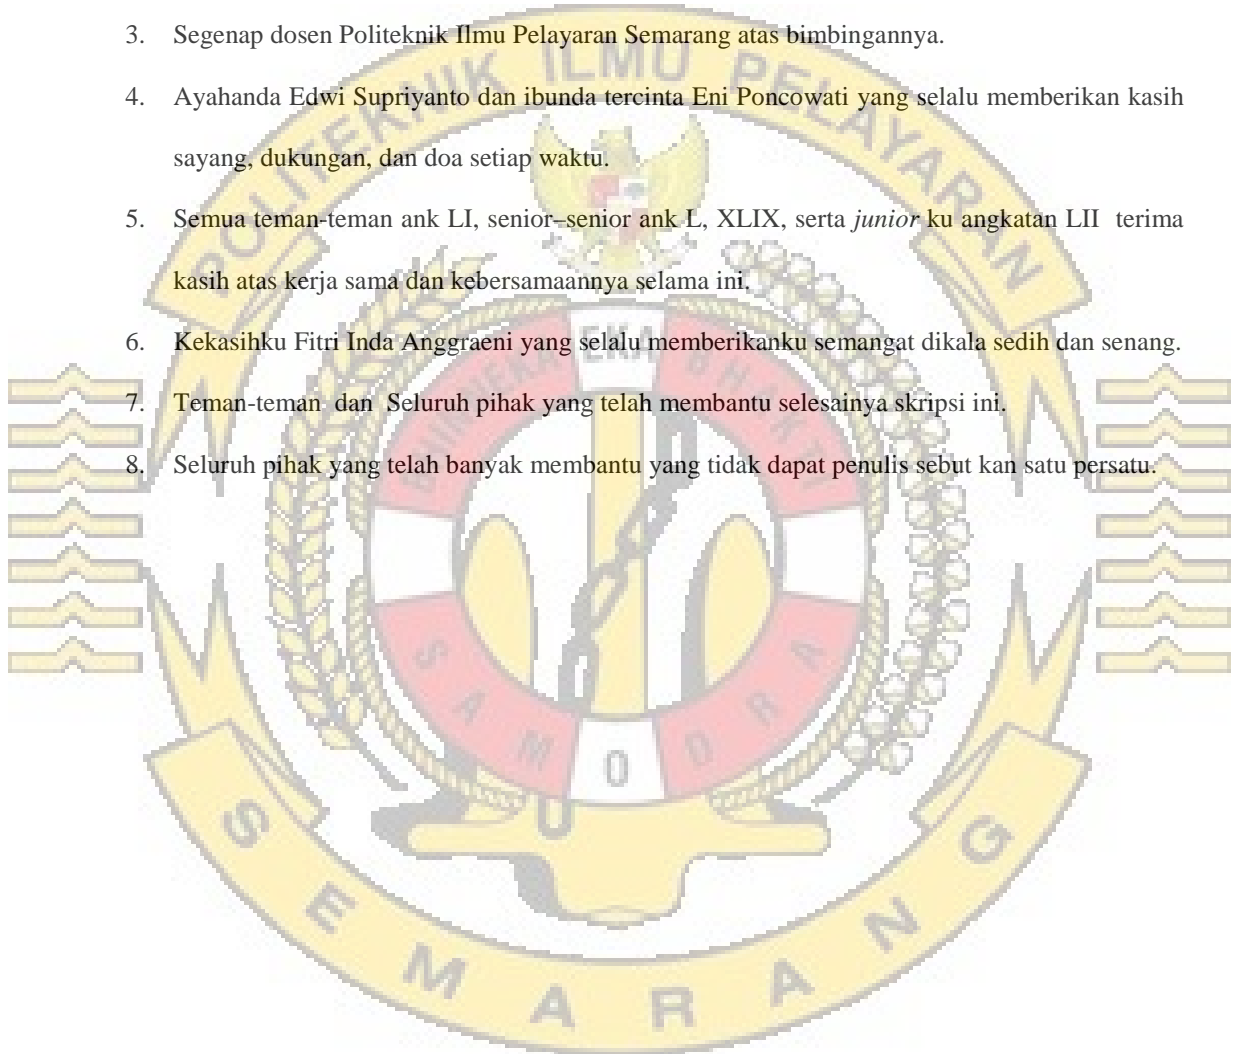 3. Segenap dosen Politeknik Ilmu Pelayaran Semarang atas bimbingannya.
4. Ayahanda Edwi Supriyanto dan ibunda tercinta Eni Poncowati yang selalu memberikan kasih
sayang, dukungan, dan doa setiap waktu.
5. Semua teman-teman ank LI, senior–senior ank L, XLIX, serta junior ku angkatan LII terima
kasih atas kerja sama dan kebersamaannya selama ini.
6. Kekasihku Fitri Inda Anggraeni yang selalu memberikanku semangat dikala sedih dan senang.
7. Teman-teman dan Seluruh pihak yang telah membantu selesainya skripsi ini.
8. Seluruh pihak yang telah banyak membantu yang tidak dapat penulis sebut kan satu persatu.
POLITEKNIK ILMU PELAYARAN
BHINNEKA EKA BHAKTI
SAMODRA
SEMARANG